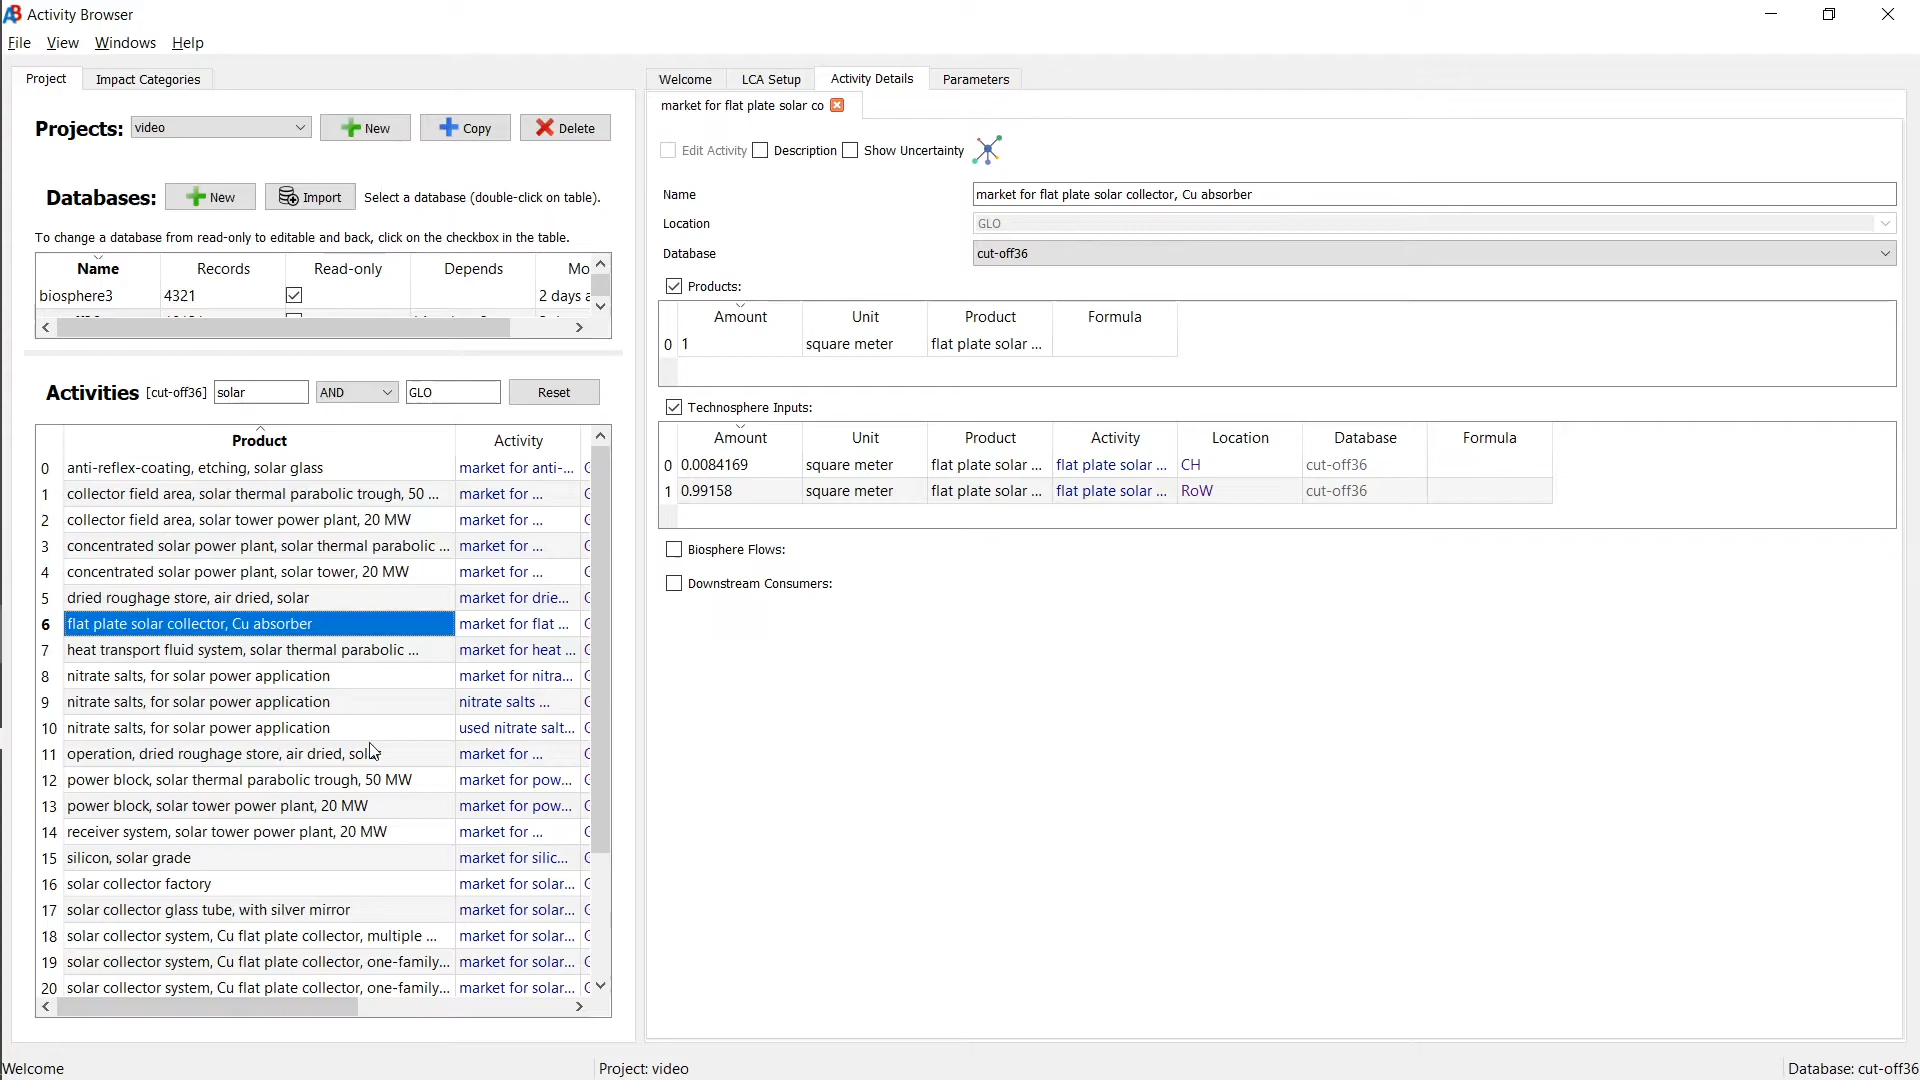 Activity Browser
File View Windows Help
Project Impact Categories
Projects: video New Copy Delete
Databases: New Import Select a database (double-click on table).
To change a database from read-only to editable and back, click on the checkbox in the table.
Name Records Read-only Depends Mo
biosphere3 4321 2 days a
Activities [cut-off36] solar AND GLO Reset
Product Activity
0 anti-reflex-coating, etching, solar glass market for anti-...
1 collector field area, solar thermal parabolic trough, 50 ... market for ...
2 collector field area, solar tower power plant, 20 MW market for ...
3 concentrated solar power plant, solar thermal parabolic ... market for ...
4 concentrated solar power plant, solar tower, 20 MW market for ...
5 dried roughage store, air dried, solar market for drie...
6 flat plate solar collector, Cu absorber market for flat ...
7 heat transport fluid system, solar thermal parabolic ... market for heat ...
8 nitrate salts, for solar power application market for nitra...
9 nitrate salts, for solar power application nitrate salts ...
10 nitrate salts, for solar power application used nitrate salt...
11 operation, dried roughage store, air dried, solar market for ...
12 power block, solar thermal parabolic trough, 50 MW market for pow...
13 power block, solar tower power plant, 20 MW market for pow...
14 receiver system, solar tower power plant, 20 MW market for ...
15 silicon, solar grade market for silic...
16 solar collector factory market for solar...
17 solar collector glass tube, with silver mirror market for solar...
18 solar collector system, Cu flat plate collector, multiple ... market for solar...
19 solar collector system, Cu flat plate collector, one-family... market for solar...
20 solar collector system, Cu flat plate collector, one-family... market for solar...
Welcome LCA Setup Activity Details Parameters
market for flat plate solar co
Edit Activity Description Show Uncertainty
Name market for flat plate solar collector, Cu absorber
Location GLO
Database cut-off36
Products:
Amount Unit Product Formula
0 1 square meter flat plate solar ...
Technosphere Inputs:
Amount Unit Product Activity Location Database Formula
0 0.0084169 square meter flat plate solar ... flat plate solar ... CH cut-off36
1 0.99158 square meter flat plate solar ... flat plate solar ... RoW cut-off36
Biosphere Flows:
Downstream Consumers:
Welcome Project: video Database: cut-off36